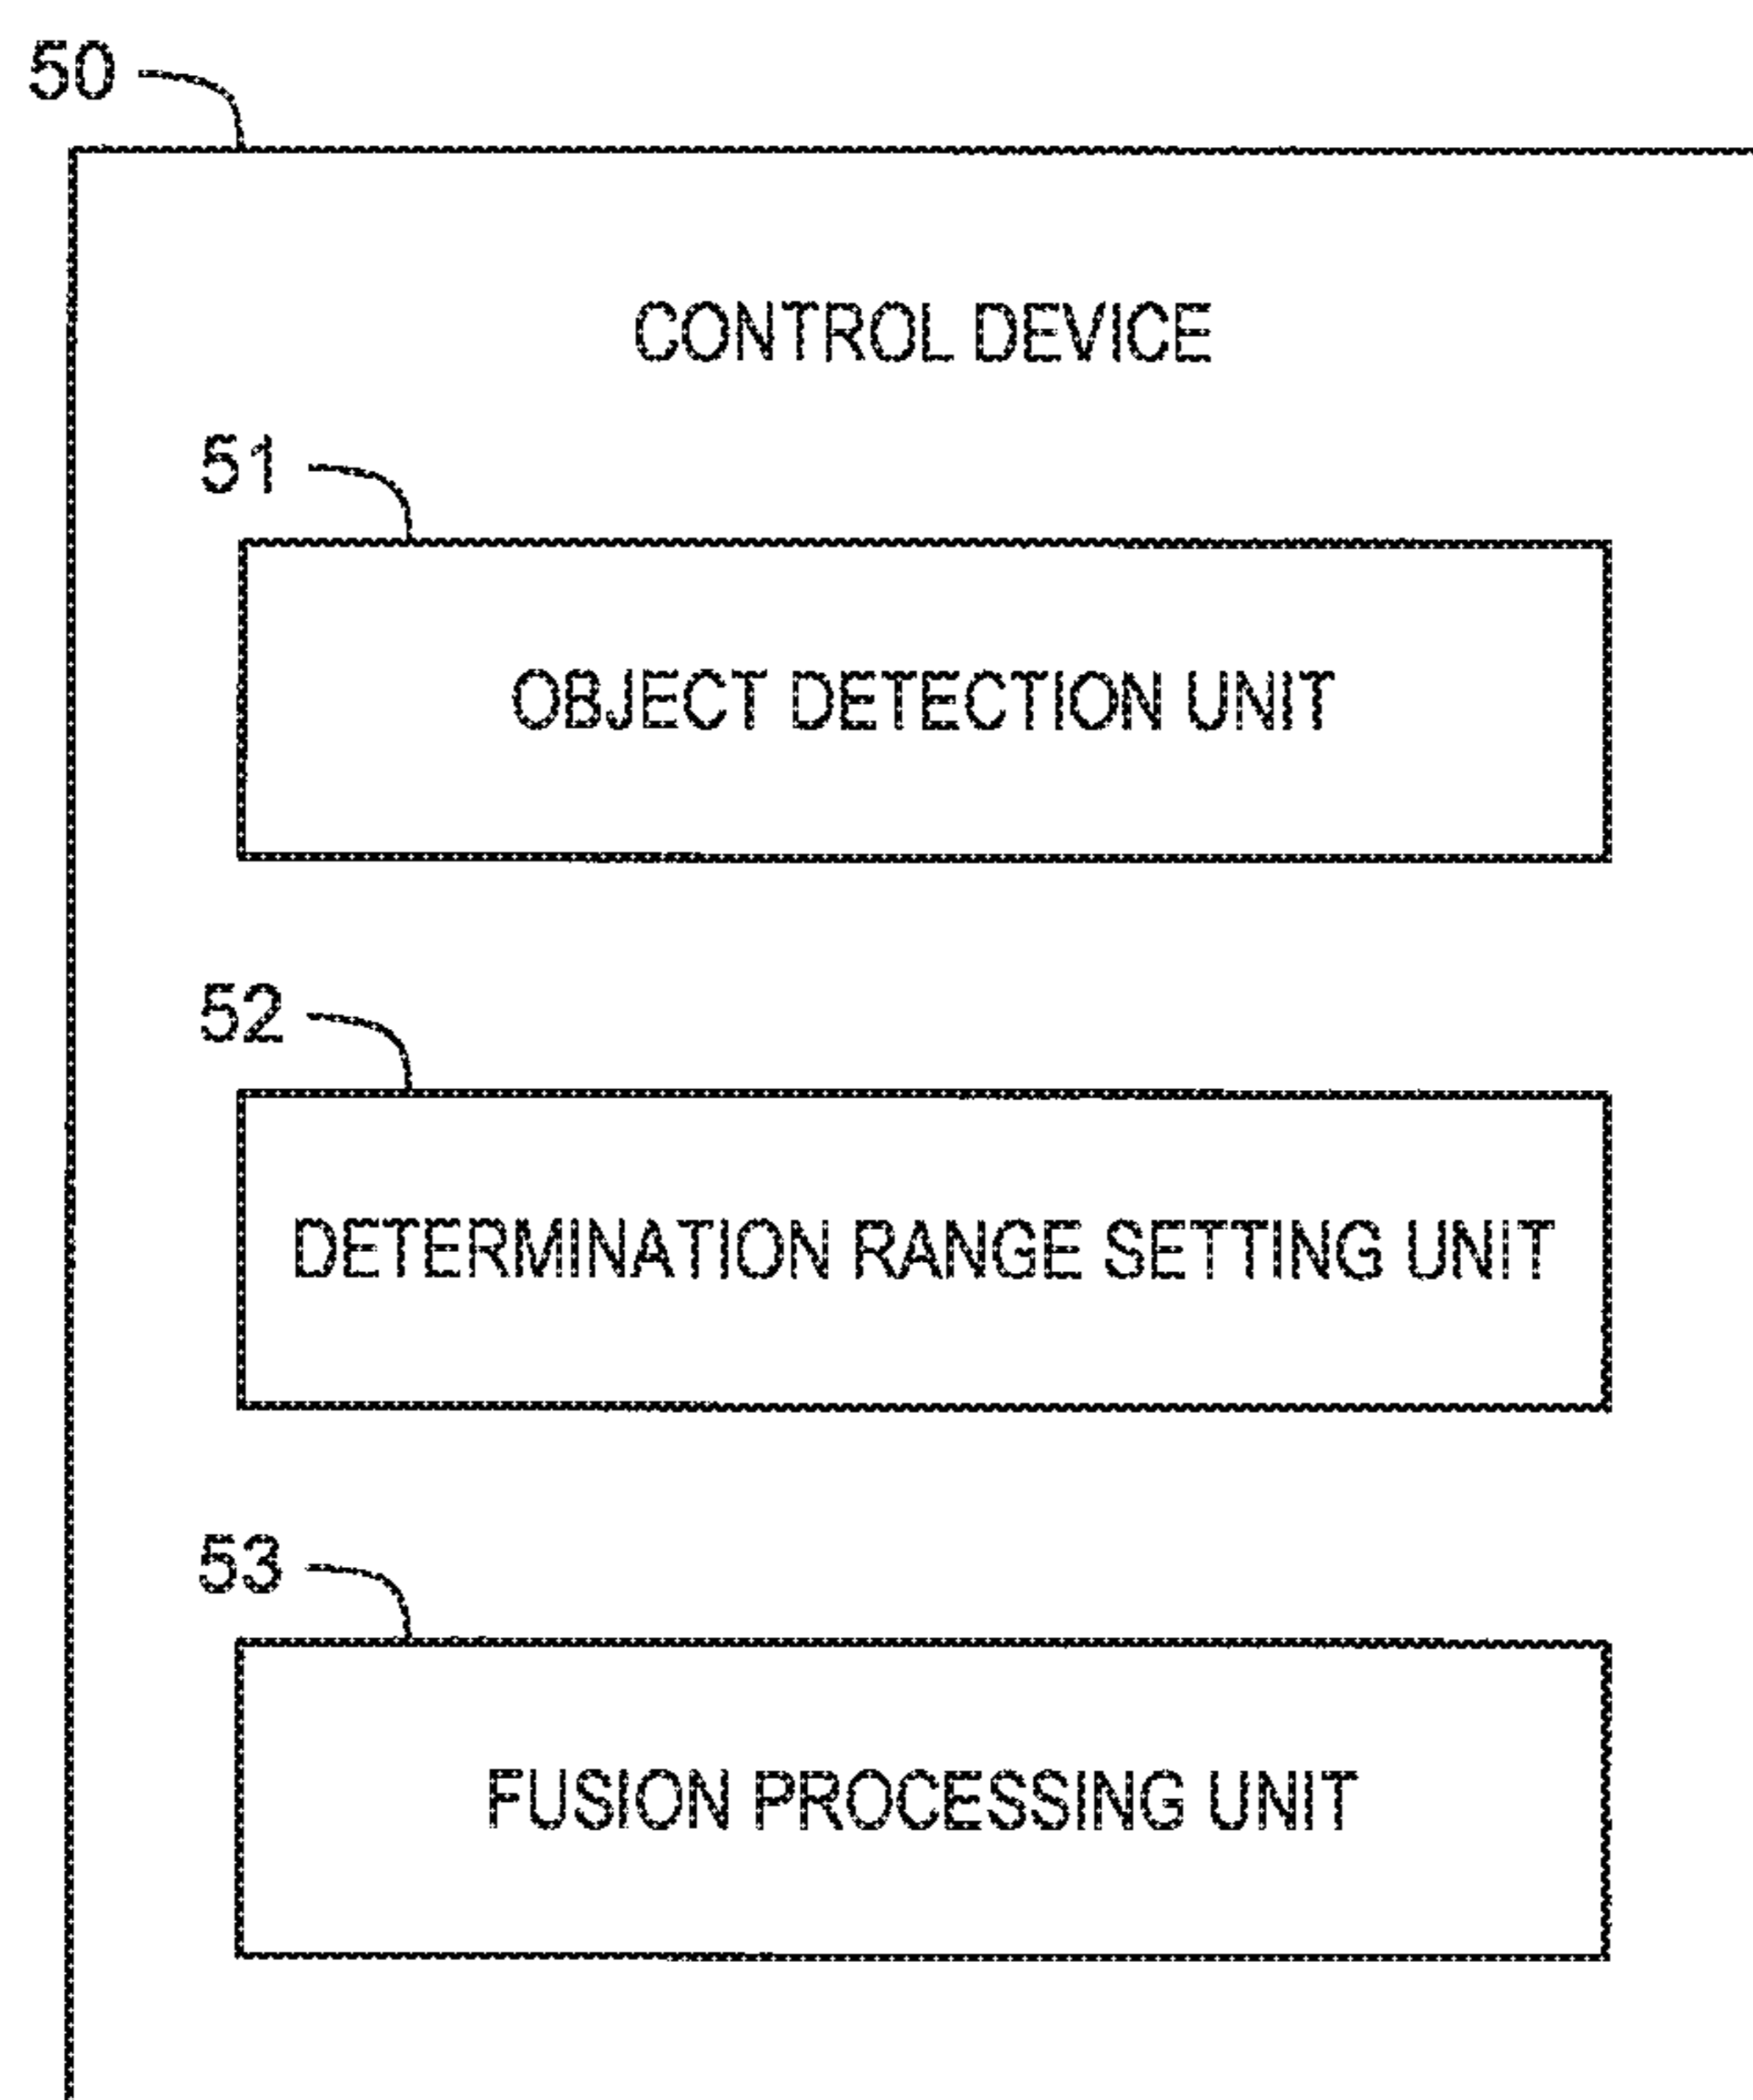 50
CONTROL DEVICE
51
OBJECT DETECTION UNIT
52
DETERMINATION RANGE SETTING UNIT
53
FUSION PROCESSING UNIT